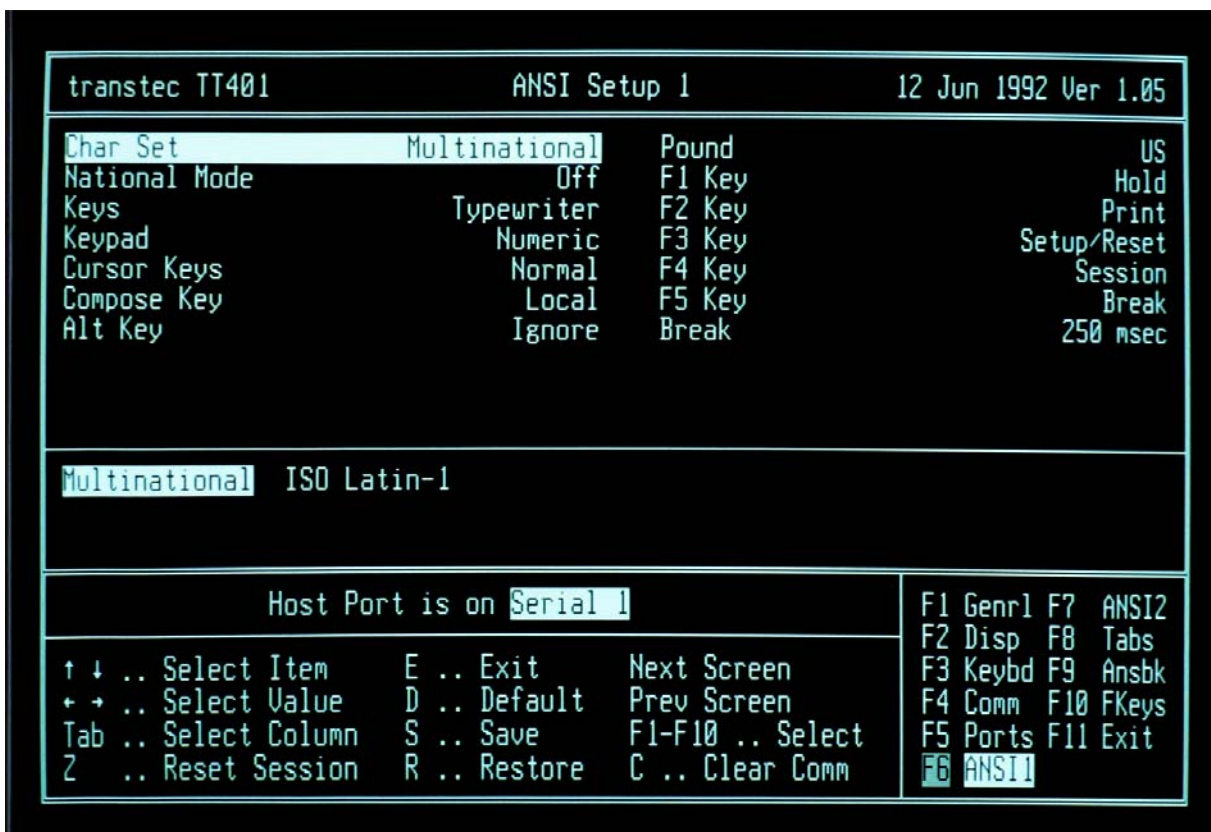 transtec TT401 ANSI Setup 1 12 Jun 1992 Ver 1.05
Char Set Multinational Pound US
National Mode Off F1 Key Hold
Keys Typewriter F2 Key Print
Keypad Numeric F3 Key Setup/Reset
Cursor Keys Normal F4 Key Session
Compose Key Local F5 Key Break
Alt Key Ignore Break 250 msec
Multinational ISO Latin-1
Host Port is on Serial 1
↑ ↓ .. Select Item E .. Exit Next Screen
← → .. Select Value D .. Default Prev Screen
Tab .. Select Column S .. Save F1-F10 .. Select
Z .. Reset Session R .. Restore C .. Clear Comm
F1 Genrl F7 ANSI2
F2 Disp F8 Tabs
F3 Keybd F9 Ansbk
F4 Comm F10 FKeys
F5 Ports F11 Exit
F6 ANSI1